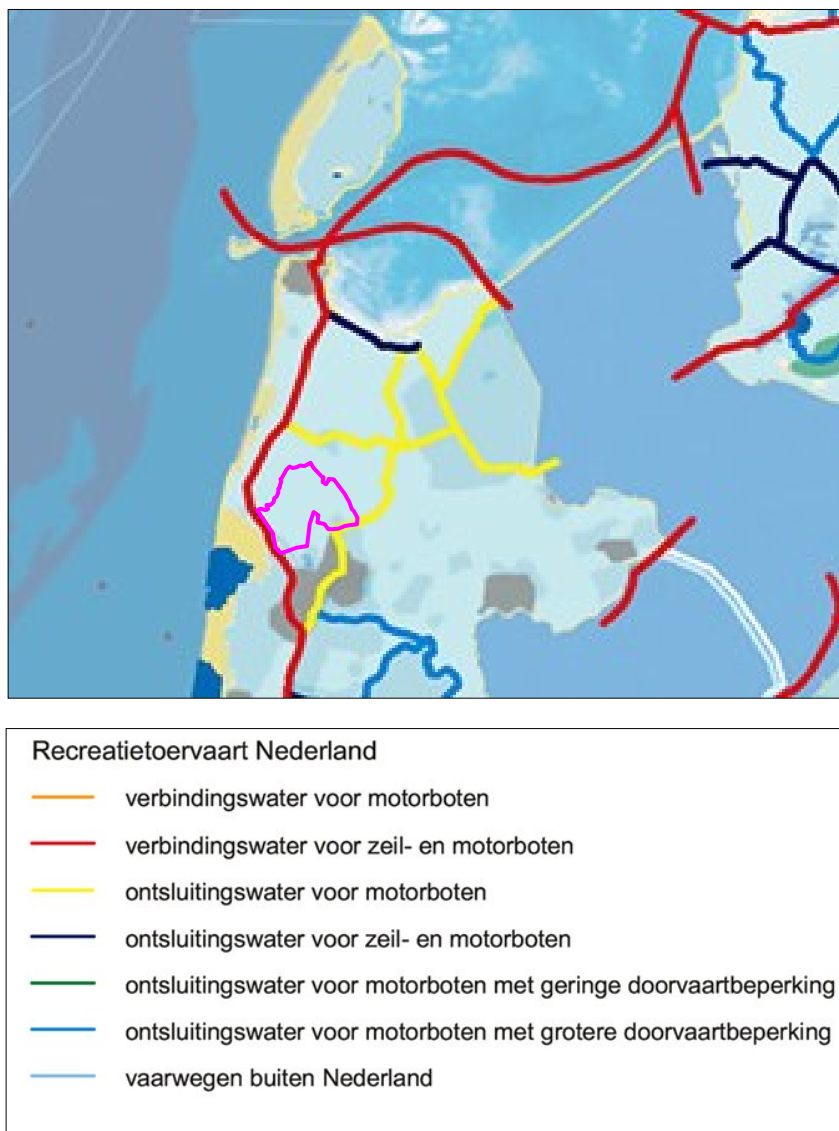 Recreatietoervaart Nederland
verbindingswater voor motorboten
verbindingswater voor zeil- en motorboten
ontsluitingswater voor motorboten
ontsluitingswater voor zeil- en motorboten
ontsluitingswater voor motorboten met geringe doorvaartbeperking
ontsluitingswater voor motorboten met grotere doorvaartbeperking
vaarwegen buiten Nederland